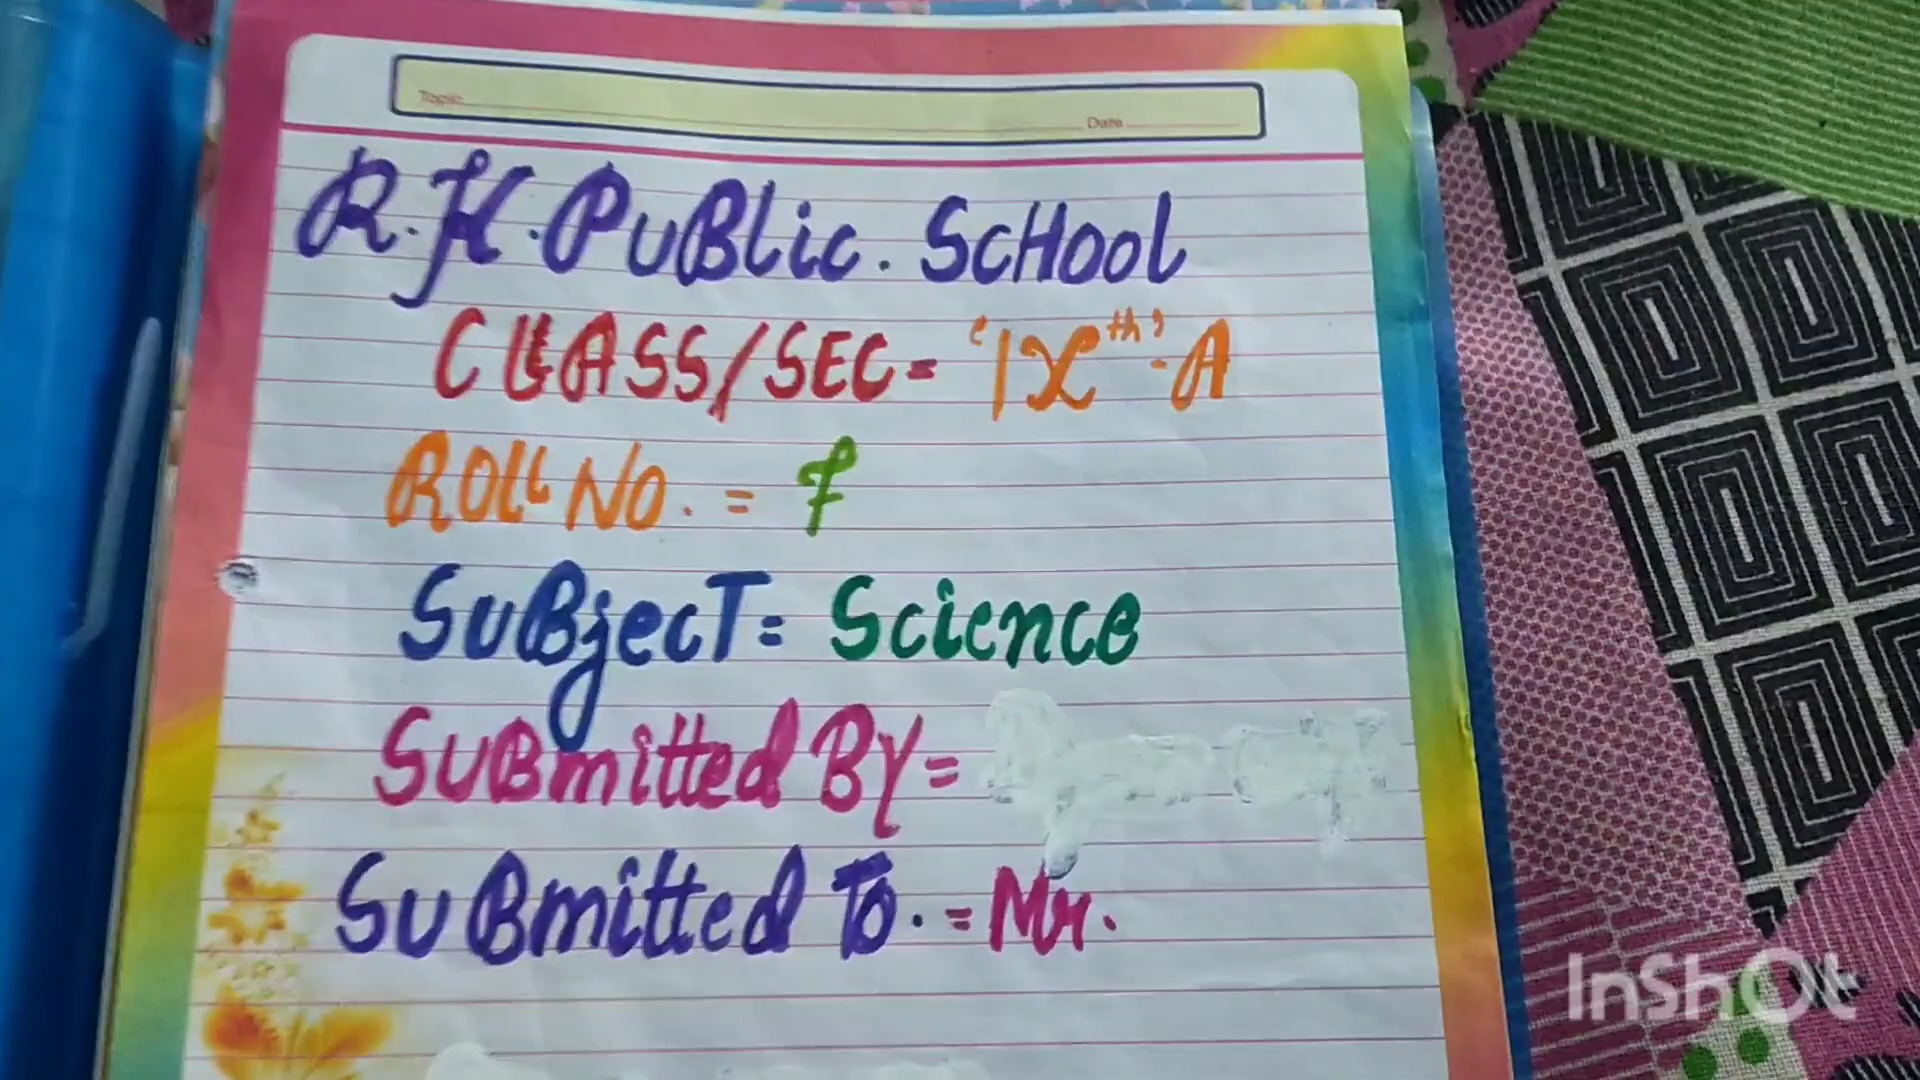 Topic
Date
R.K.PuBlic. ScHool
CLASS/SEC= 'IXth'-A
ROLL NO. = 7
SuBjecT= Science
SuBmitted BY=
SuBmitted To. = Mr.
InShOt